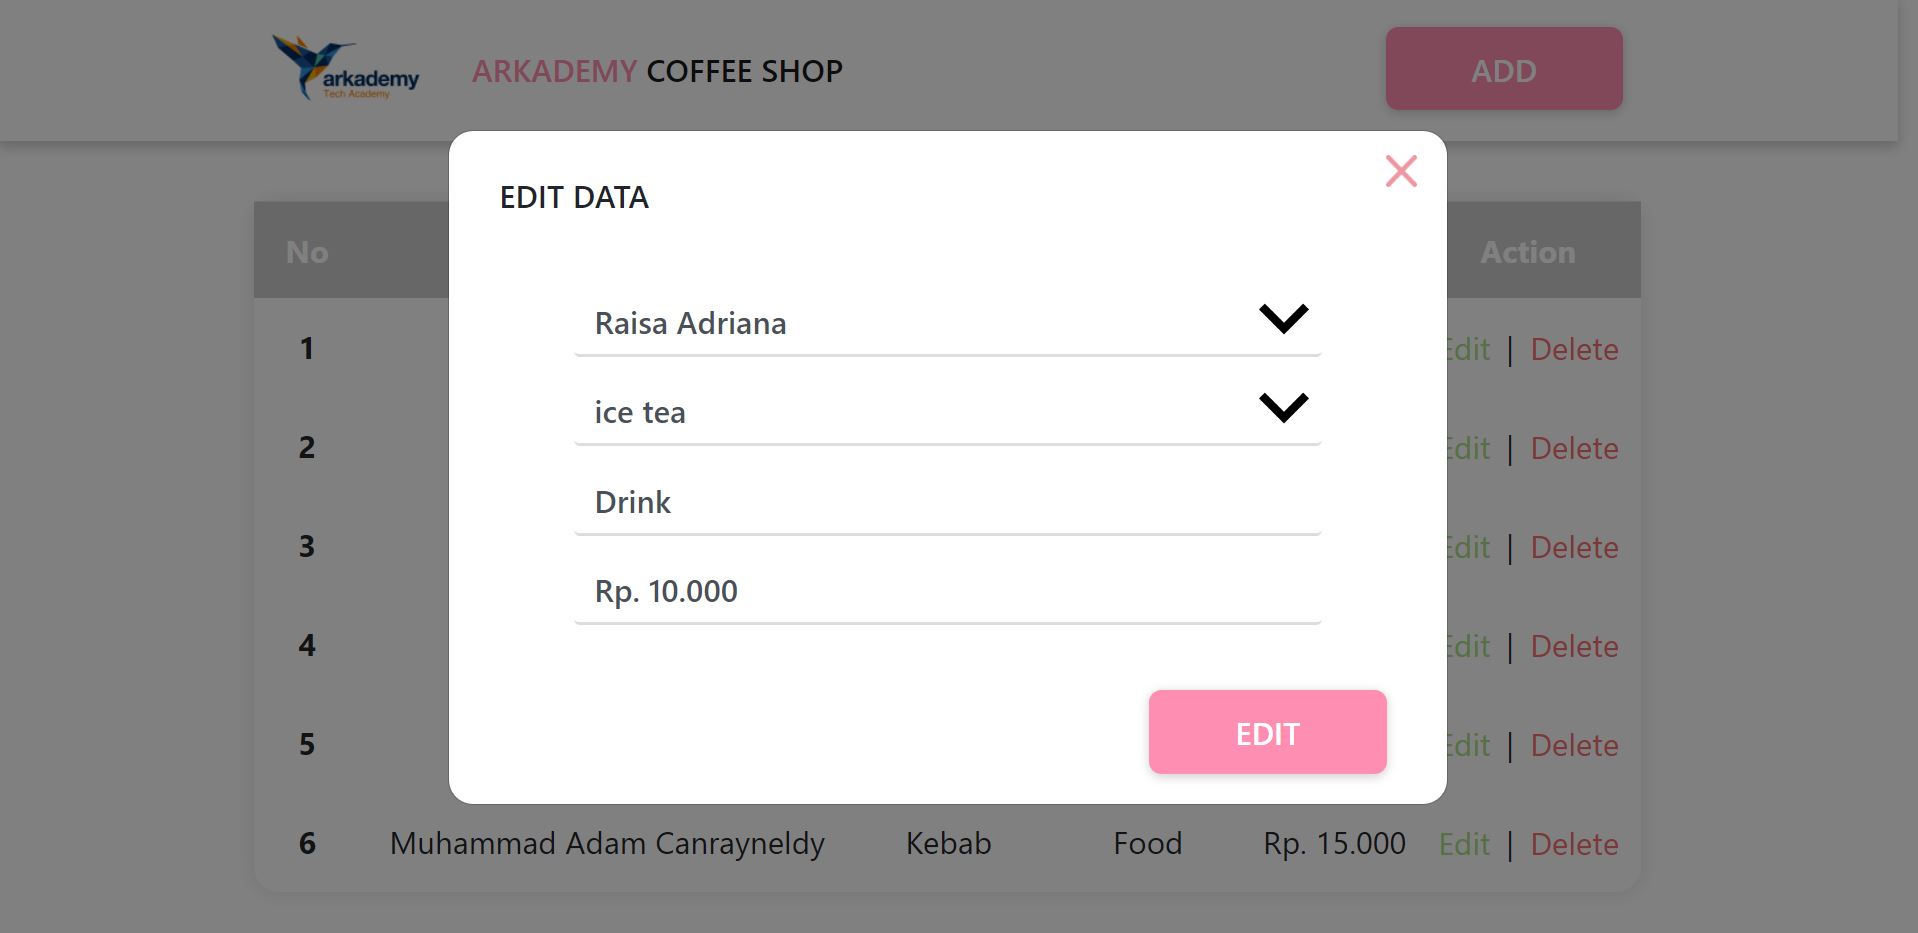 arkademy
Tech Academy
ARKADEMY COFFEE SHOP
ADD
EDIT DATA
Raisa Adriana
ice tea
Drink
Rp. 10.000
EDIT
No
Action
1
Edit | Delete
2
Edit | Delete
3
Edit | Delete
4
Edit | Delete
5
Edit | Delete
6 Muhammad Adam Canrayneldy Kebab Food Rp. 15.000 Edit | Delete